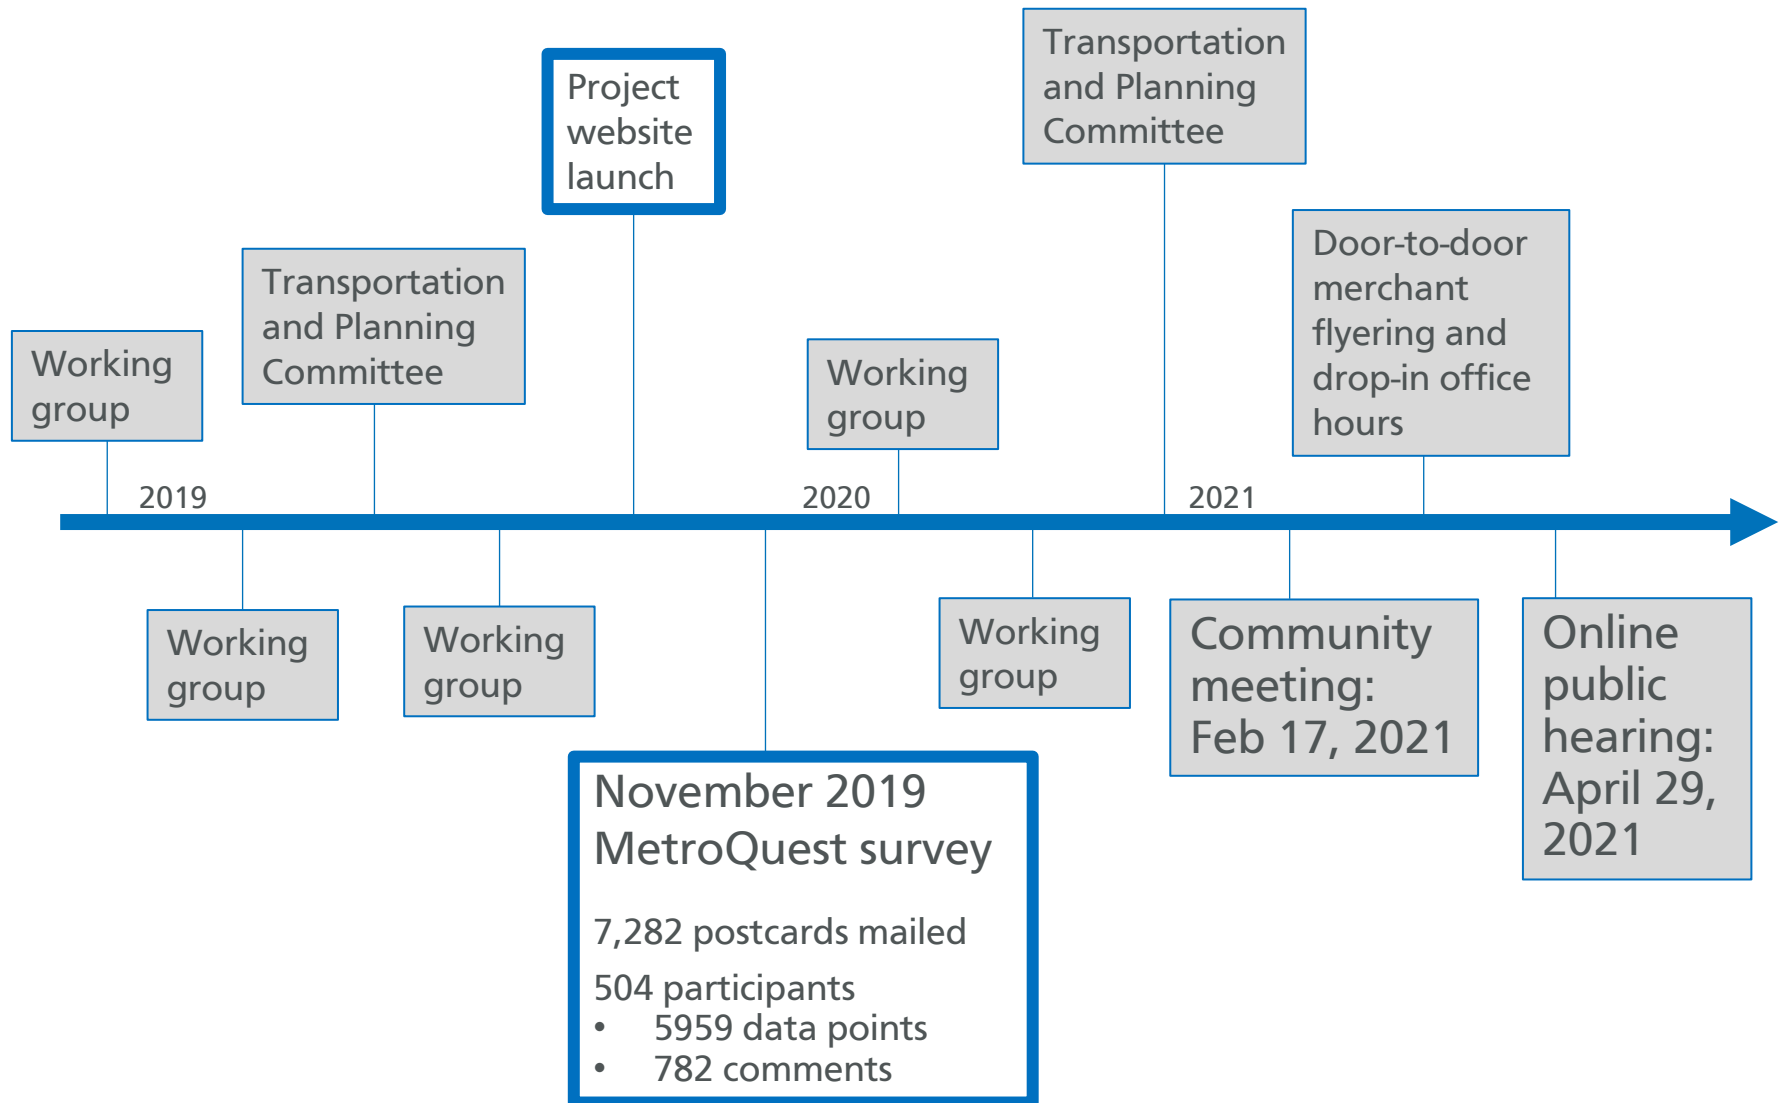 Transportation
and Planning
Committee
Project
website
launch
Door-to-door
merchant
flyering and
drop-in office
hours
Transportation
and Planning
Committee
Working
group
Working
group
2019
2020
2021
Working
group
Working
group
Working
group
Community
meeting:
Feb 17, 2021
Online
public
hearing:
April 29,
2021
November 2019
MetroQuest survey
7,282 postcards mailed
504 participants
• 5959 data points
• 782 comments